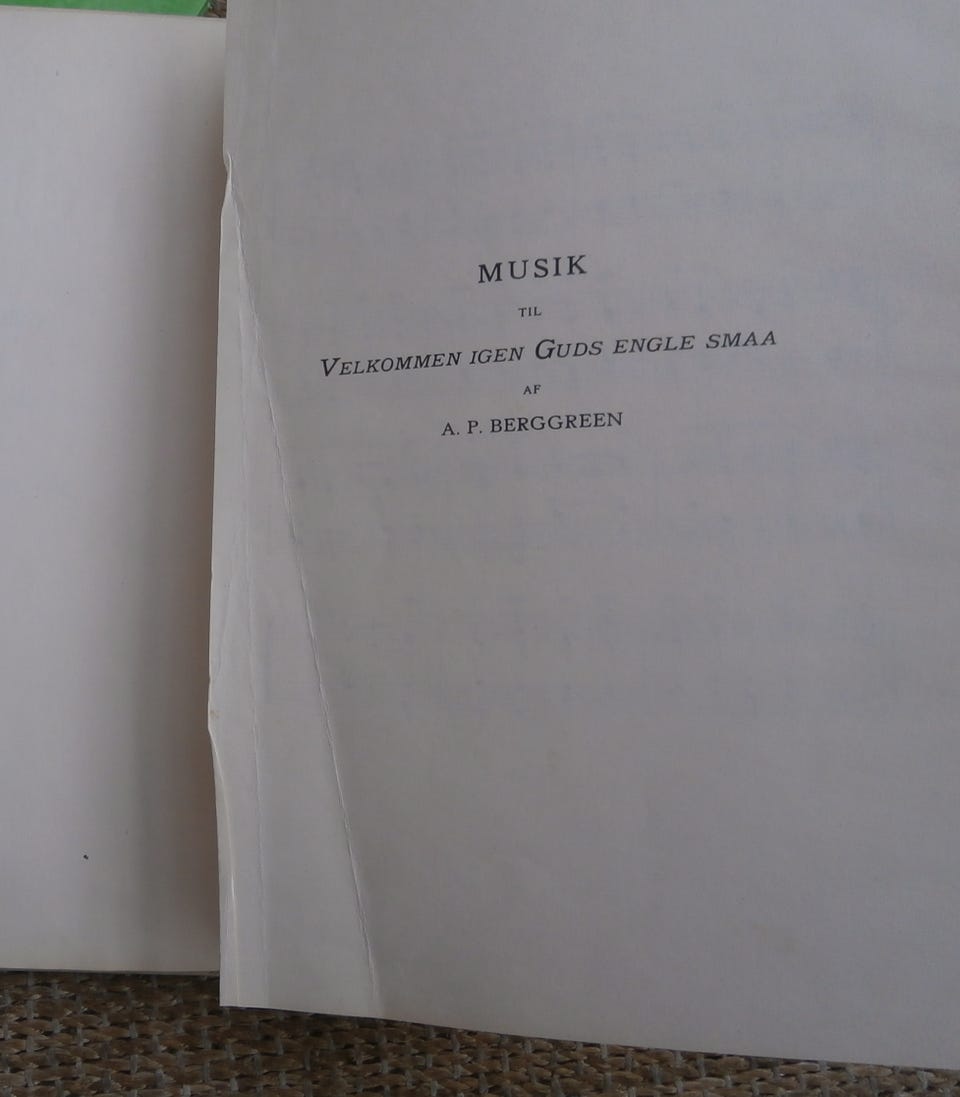 MUSIK
TIL
VELKOMMEN IGEN GUDS ENGLE SMAA
AF
A. P. BERGGREEN